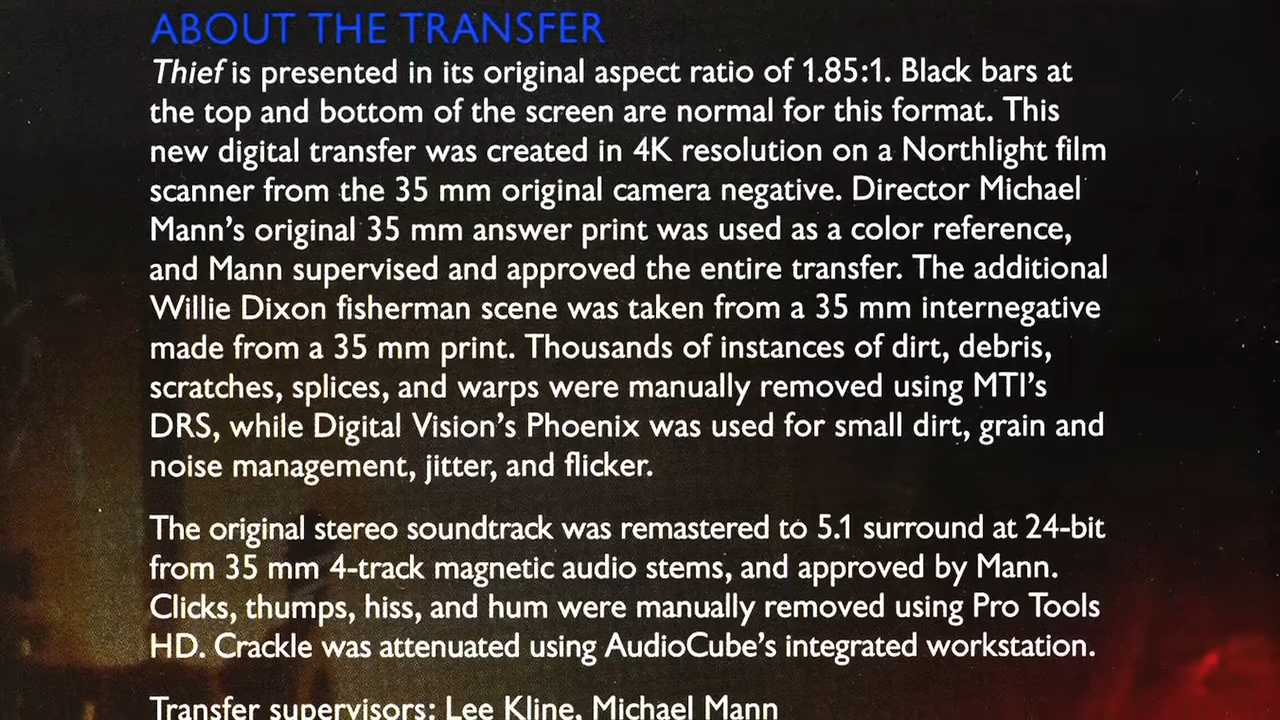 ABOUT THE TRANSFER
Thief is presented in its original aspect ratio of 1.85:1. Black bars at
the top and bottom of the screen are normal for this format. This
new digital transfer was created in 4K resolution on a Northlight film
scanner from the 35 mm original camera negative. Director Michael
Mann's original 35 mm answer print was used as a color reference,
and Mann supervised and approved the entire transfer. The additional
Willie Dixon fisherman scene was taken from a 35 mm internegative
made from a 35 mm print. Thousands of instances of dirt, debris,
scratches, splices, and warps were manually removed using MTI's
DRS, while Digital Vision's Phoenix was used for small dirt, grain and
noise management, jitter, and flicker.
The original stereo soundtrack was remastered to 5.1 surround at 24-bit
from 35 mm 4-track magnetic audio stems, and approved by Mann.
Clicks, thumps, hiss, and hum were manually removed using Pro Tools
HD. Crackle was attenuated using AudioCube's integrated workstation.
Transfer supervisors: Lee Kline, Michael Mann